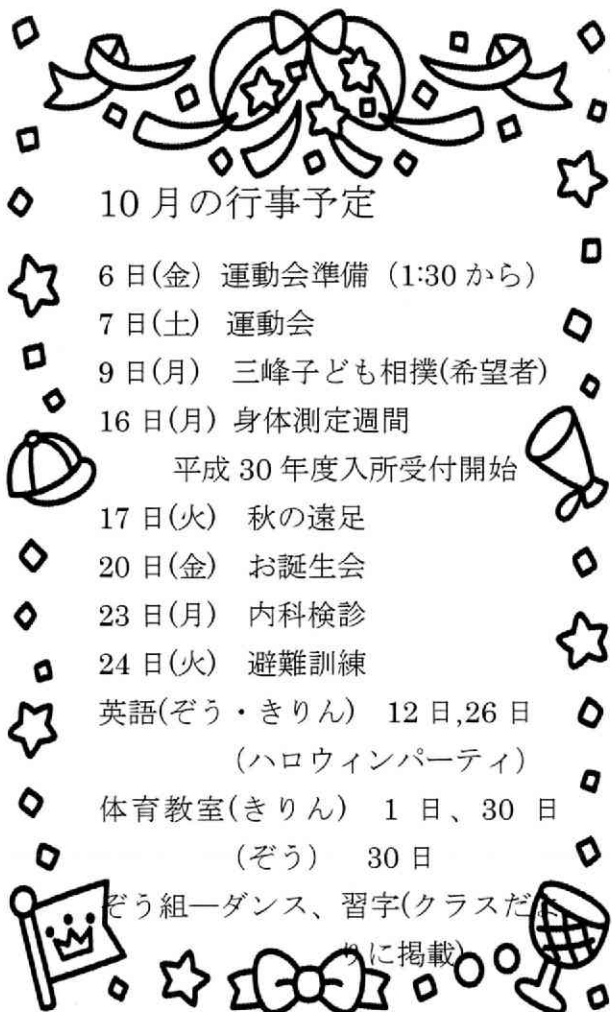 10月の行事予定
6日(金) 運動会準備 (1:30から)
7日(土) 運動会
9日(月) 三峰子ども相撲(希望者)
16日(月) 身体測定週間
平成30年度入所受付開始
17日(火) 秋の遠足
20日(金) お誕生会
23日(月) 内科検診
24日(火) 避難訓練
英語(ぞう・きりん) 12日,26日
(ハロウィンパーティ)
体育教室(きりん) 1日、30日
(ぞう) 30日
ぞう組―ダンス、習字(クラスだよ
りに掲載)